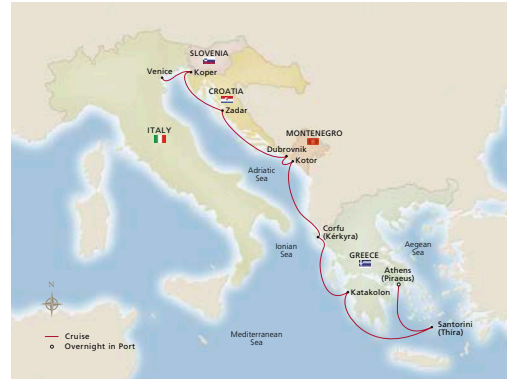 SLOVENIA
Venice
Koper
CROATIA
Zadar
ITALY
MONTENEGRO
Dubrovnik
Kotor
Adriatic
Sea
Corfu
(Kérkyra)
Ionian
Sea
GREECE
Aegean
Sea
Athens
(Piraeus)
Katakolon
N
Santorini
(Thira)
Mediterranean
Sea
Cruise
Overnight in Port